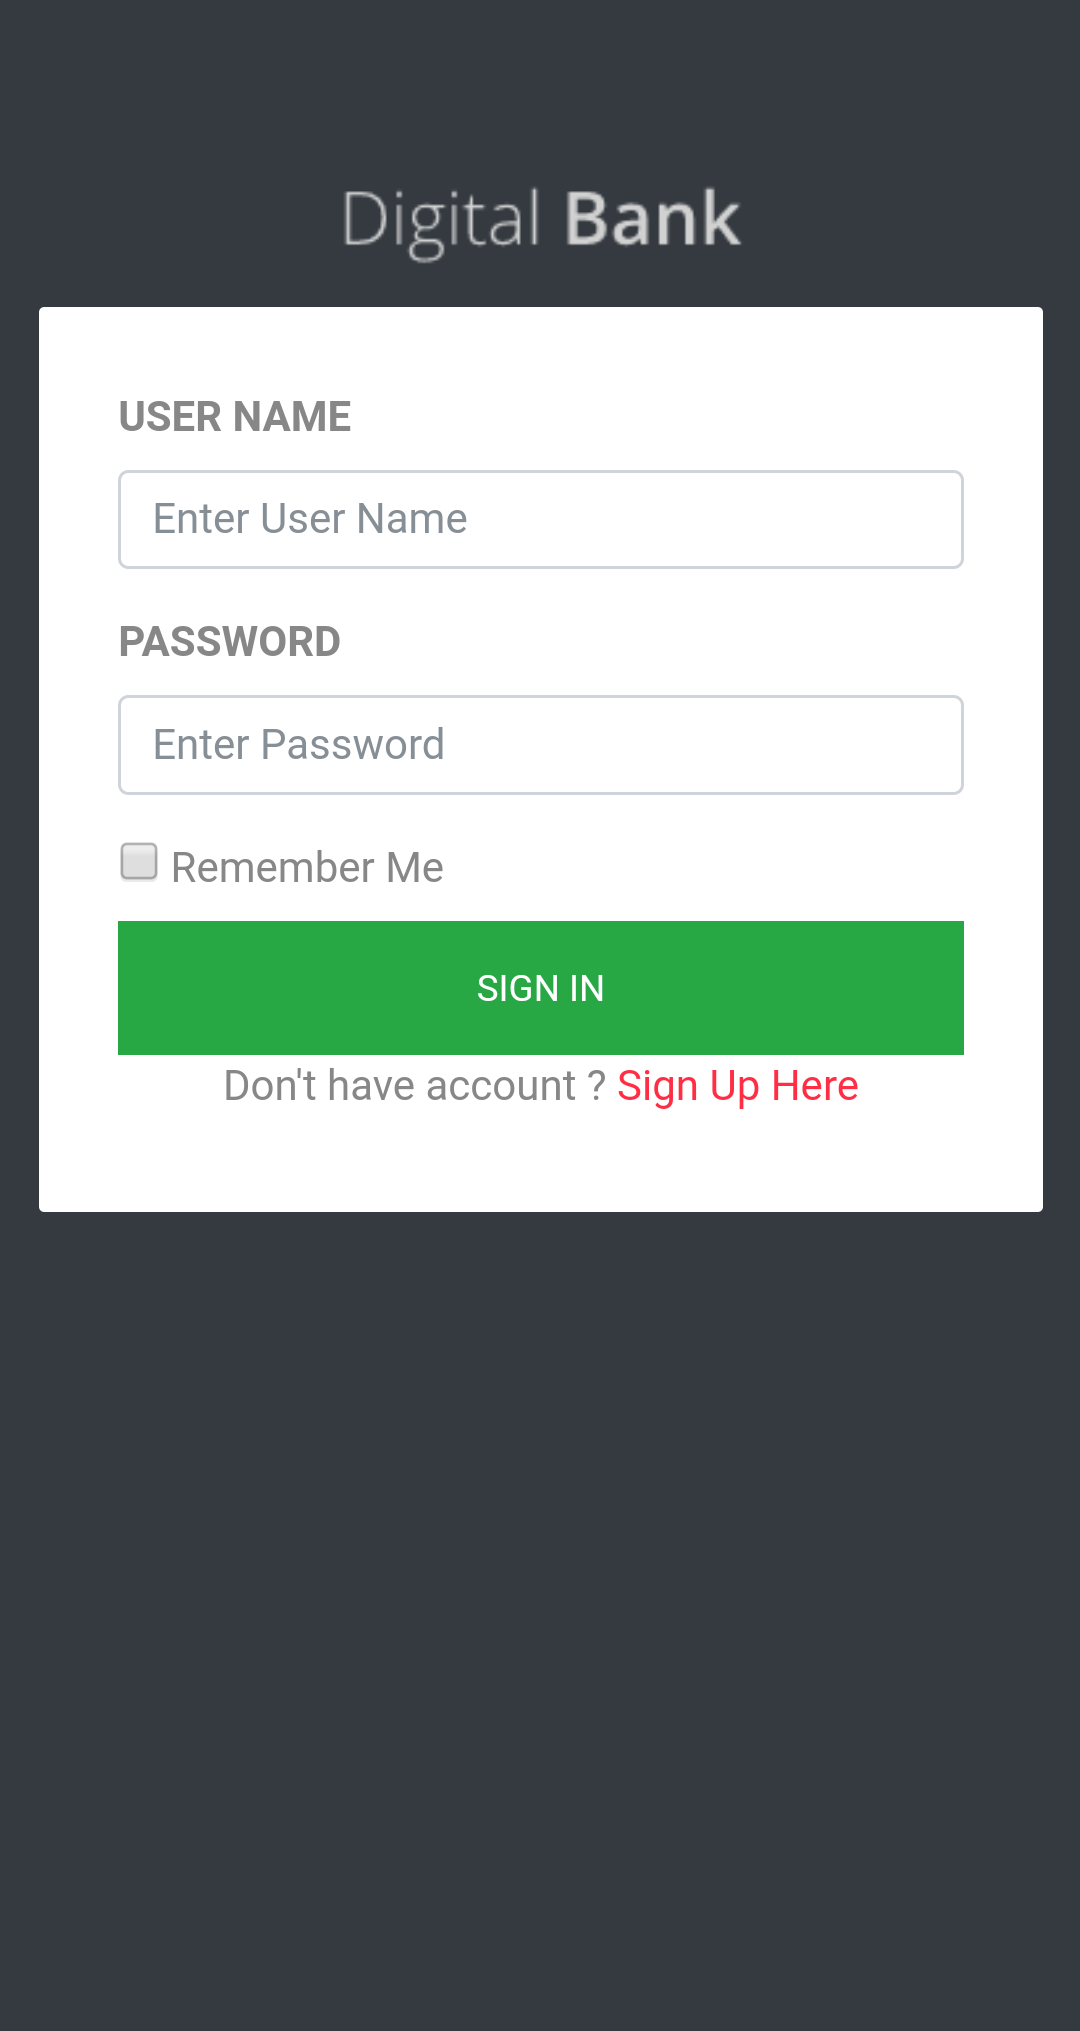 Digital Bank
USER NAME
Enter User Name
PASSWORD
Enter Password
Remember Me
SIGN IN
Don't have account ? Sign Up Here